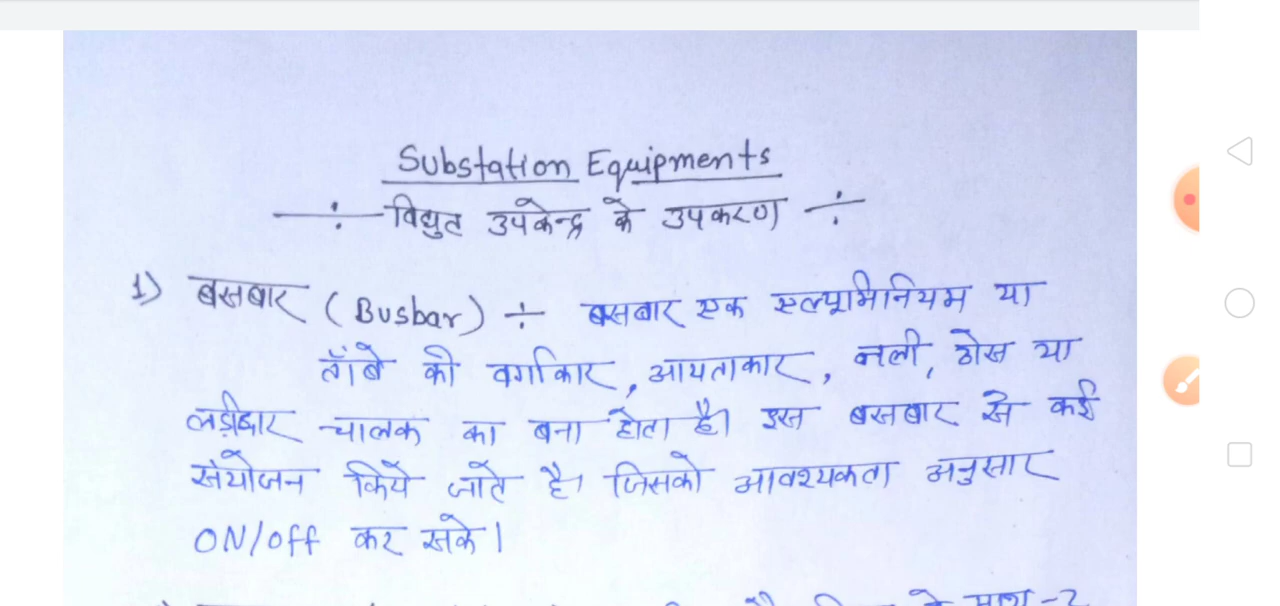 Substation Equipments
÷ विद्युत उपकेन्द्र के उपकरण ÷
1) बसबार (Busbar) ÷ बसबार एक एल्यूमिनियम या
ताँबे की वर्गाकार, आयताकार, नली, ठोस या
लड़ीदार चालक का बना होता है। इस बसबार से कई
संयोजन किये जाते है। जिसको आवश्यकता अनुसार
ON/off कर सके।